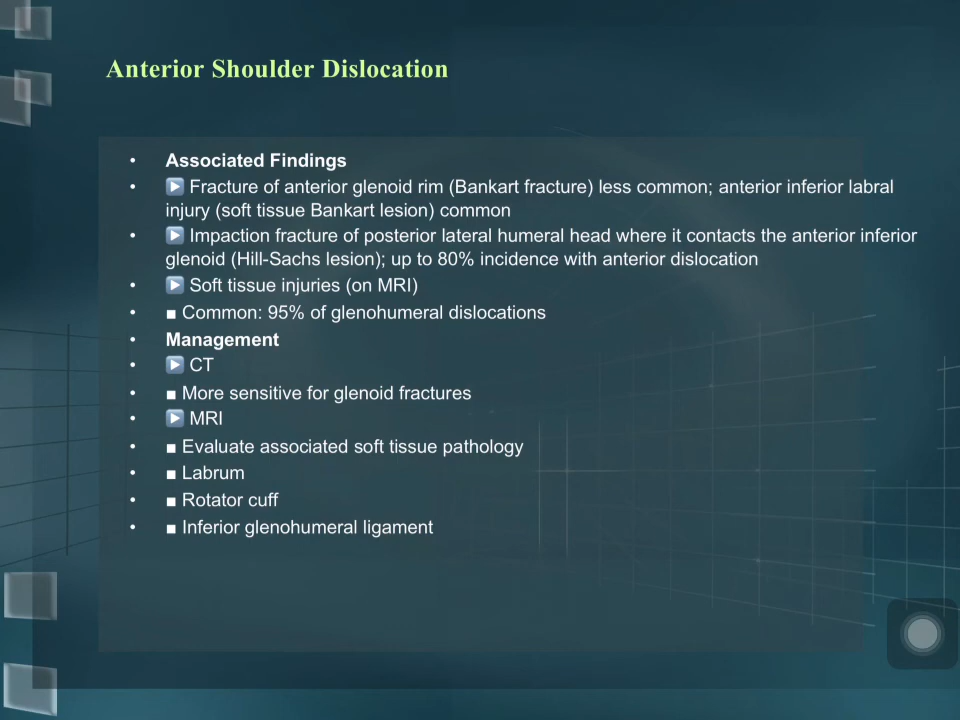 Anterior Shoulder Dislocation
• Associated Findings
• ▶ Fracture of anterior glenoid rim (Bankart fracture) less common; anterior inferior labral
injury (soft tissue Bankart lesion) common
• ▶ Impaction fracture of posterior lateral humeral head where it contacts the anterior inferior
glenoid (Hill-Sachs lesion); up to 80% incidence with anterior dislocation
• ▶ Soft tissue injuries (on MRI)
• ■ Common: 95% of glenohumeral dislocations
• Management
• ▶ CT
• ■ More sensitive for glenoid fractures
• ▶ MRI
• ■ Evaluate associated soft tissue pathology
• ■ Labrum
• ■ Rotator cuff
• ■ Inferior glenohumeral ligament